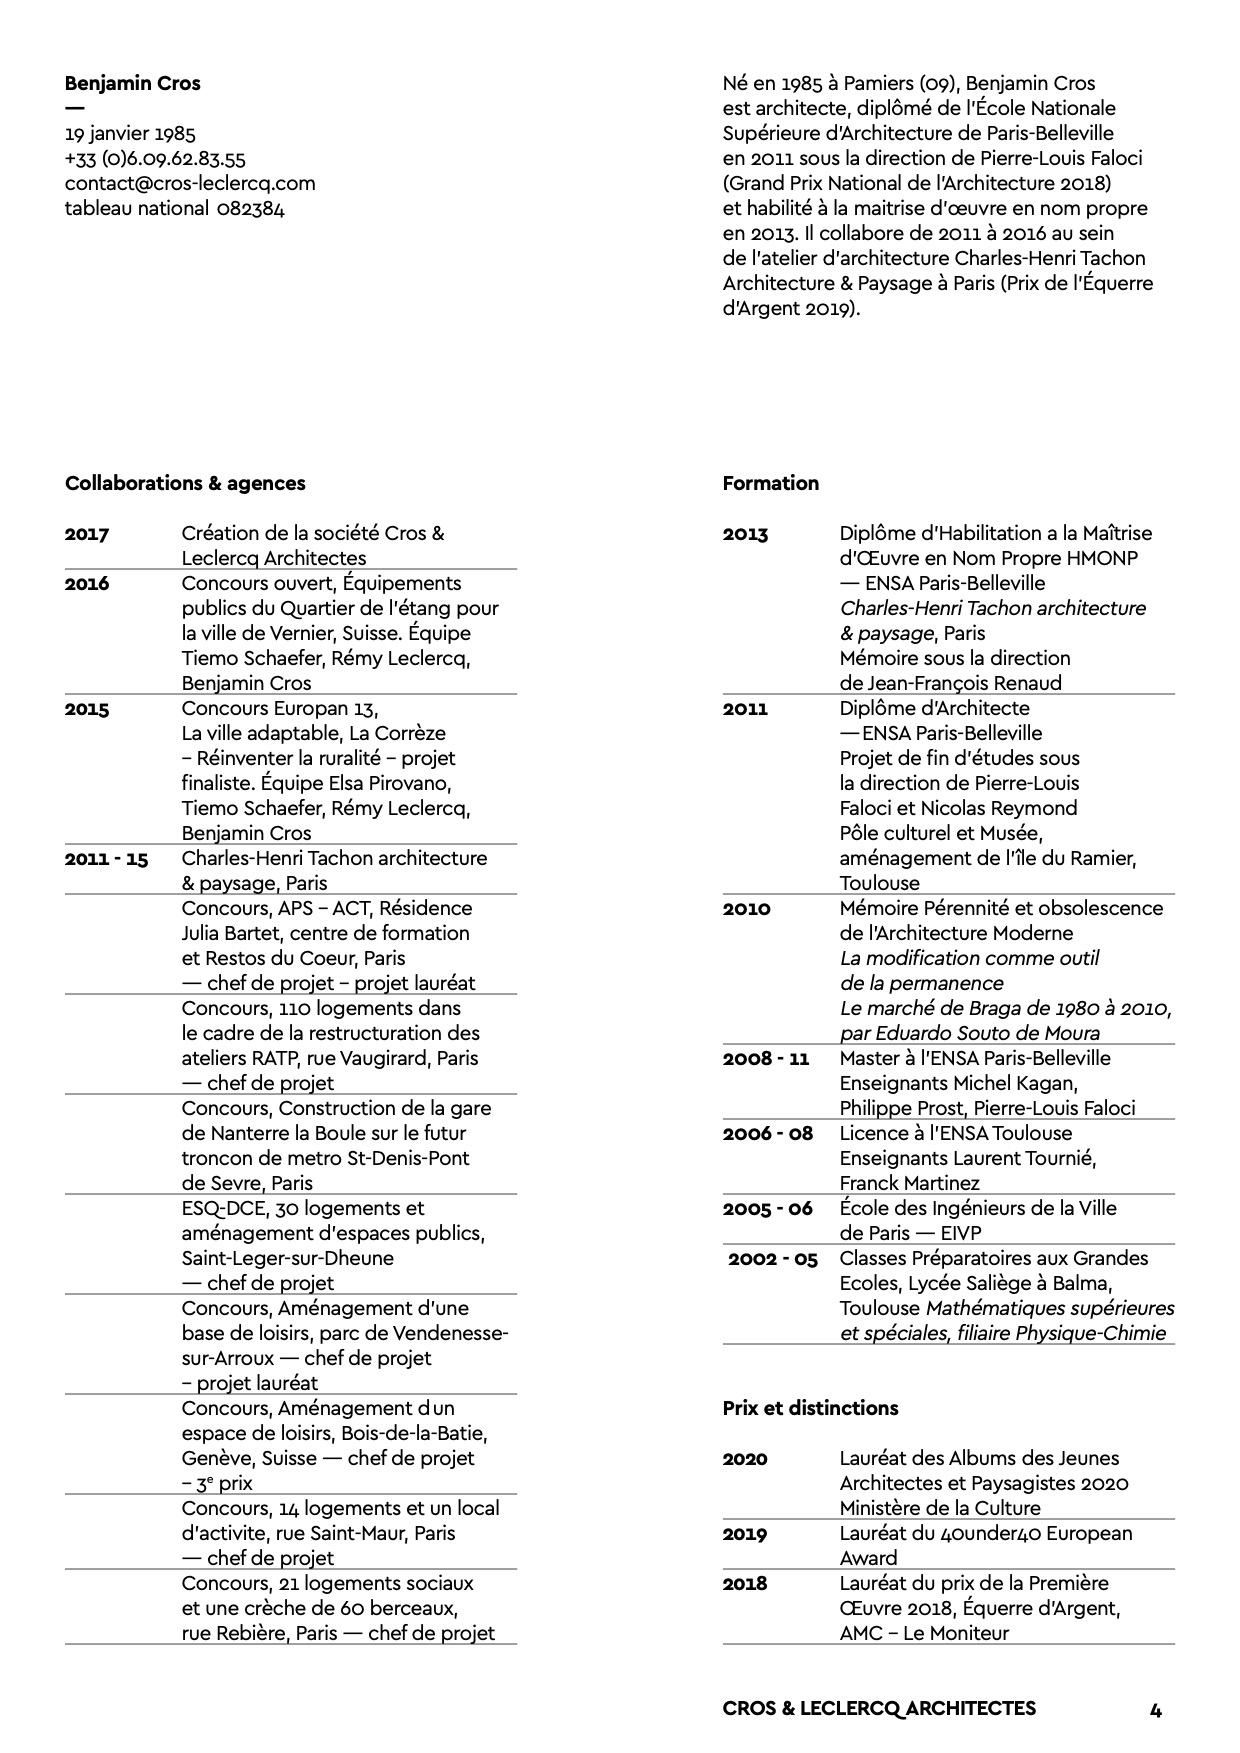 Benjamin Cros
—
19 janvier 1985
+33 (0)6.09.62.83.55
contact@cros-leclercq.com
tableau national 082384
Né en 1985 à Pamiers (09), Benjamin Cros
est architecte, diplômé de l'École Nationale
Supérieure d'Architecture de Paris-Belleville
en 2011 sous la direction de Pierre-Louis Faloci
(Grand Prix National de l'Architecture 2018)
et habilité à la maitrise d'œuvre en nom propre
en 2013. Il collabore de 2011 à 2016 au sein
de l'atelier d'architecture Charles-Henri Tachon
Architecture & Paysage à Paris (Prix de l'Équerre
d'Argent 2019).
Collaborations & agences
2017 Création de la société Cros &
Leclercq Architectes
2016 Concours ouvert, Équipements
publics du Quartier de l'étang pour
la ville de Vernier, Suisse. Équipe
Tiemo Schaefer, Rémy Leclercq,
Benjamin Cros
2015 Concours Europan 13,
La ville adaptable, La Corrèze
– Réinventer la ruralité – projet
finaliste. Équipe Elsa Pirovano,
Tiemo Schaefer, Rémy Leclercq,
Benjamin Cros
2011 - 15 Charles-Henri Tachon architecture
& paysage, Paris
Concours, APS – ACT, Résidence
Julia Bartet, centre de formation
et Restos du Coeur, Paris
— chef de projet – projet lauréat
Concours, 110 logements dans
le cadre de la restructuration des
ateliers RATP, rue Vaugirard, Paris
— chef de projet
Concours, Construction de la gare
de Nanterre la Boule sur le futur
troncon de metro St-Denis-Pont
de Sevre, Paris
ESQ-DCE, 30 logements et
aménagement d'espaces publics,
Saint-Leger-sur-Dheune
— chef de projet
Concours, Aménagement d'une
base de loisirs, parc de Vendenesse-
sur-Arroux — chef de projet
– projet lauréat
Concours, Aménagement d un
espace de loisirs, Bois-de-la-Batie,
Genève, Suisse — chef de projet
– 3e prix
Concours, 14 logements et un local
d'activite, rue Saint-Maur, Paris
— chef de projet
Concours, 21 logements sociaux
et une crèche de 60 berceaux,
rue Rebière, Paris — chef de projet
Formation
2013 Diplôme d'Habilitation a la Maîtrise
d'Œuvre en Nom Propre HMONP
— ENSA Paris-Belleville
Charles-Henri Tachon architecture
& paysage, Paris
Mémoire sous la direction
de Jean-François Renaud
2011 Diplôme d'Architecte
— ENSA Paris-Belleville
Projet de fin d'études sous
la direction de Pierre-Louis
Faloci et Nicolas Reymond
Pôle culturel et Musée,
aménagement de l'île du Ramier,
Toulouse
2010 Mémoire Pérennité et obsolescence
de l'Architecture Moderne
La modification comme outil
de la permanence
Le marché de Braga de 1980 à 2010,
par Eduardo Souto de Moura
2008 - 11 Master à l'ENSA Paris-Belleville
Enseignants Michel Kagan,
Philippe Prost, Pierre-Louis Faloci
2006 - 08 Licence à l'ENSA Toulouse
Enseignants Laurent Tournié,
Franck Martinez
2005 - 06 École des Ingénieurs de la Ville
de Paris — EIVP
2002 - 05 Classes Préparatoires aux Grandes
Ecoles, Lycée Saliège à Balma,
Toulouse Mathématiques supérieures
et spéciales, filiaire Physique-Chimie
Prix et distinctions
2020 Lauréat des Albums des Jeunes
Architectes et Paysagistes 2020
Ministère de la Culture
2019 Lauréat du 40under40 European
Award
2018 Lauréat du prix de la Première
Œuvre 2018, Équerre d'Argent,
AMC – Le Moniteur
CROS & LECLERCQ ARCHITECTES 4